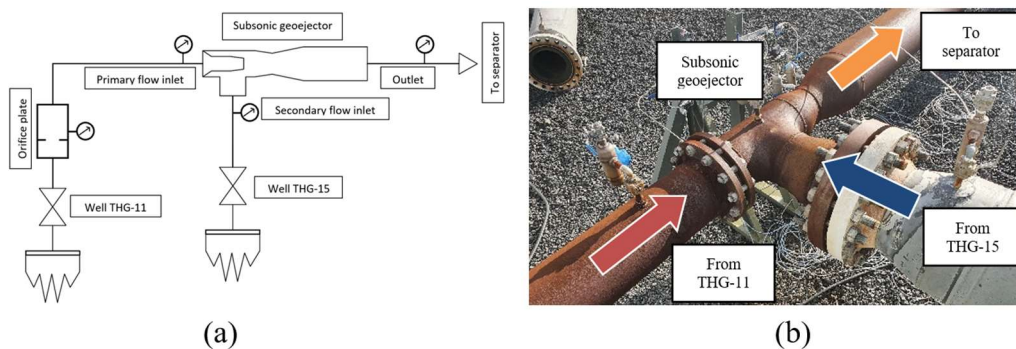 Subsonic geoejector
Primary flow inlet
Outlet
To separator
Orifice plate
Secondary flow inlet
Well THG-11
Well THG-15
(a)
To
separator
Subsonic
geoejector
From
THG-15
From
THG-11
(b)